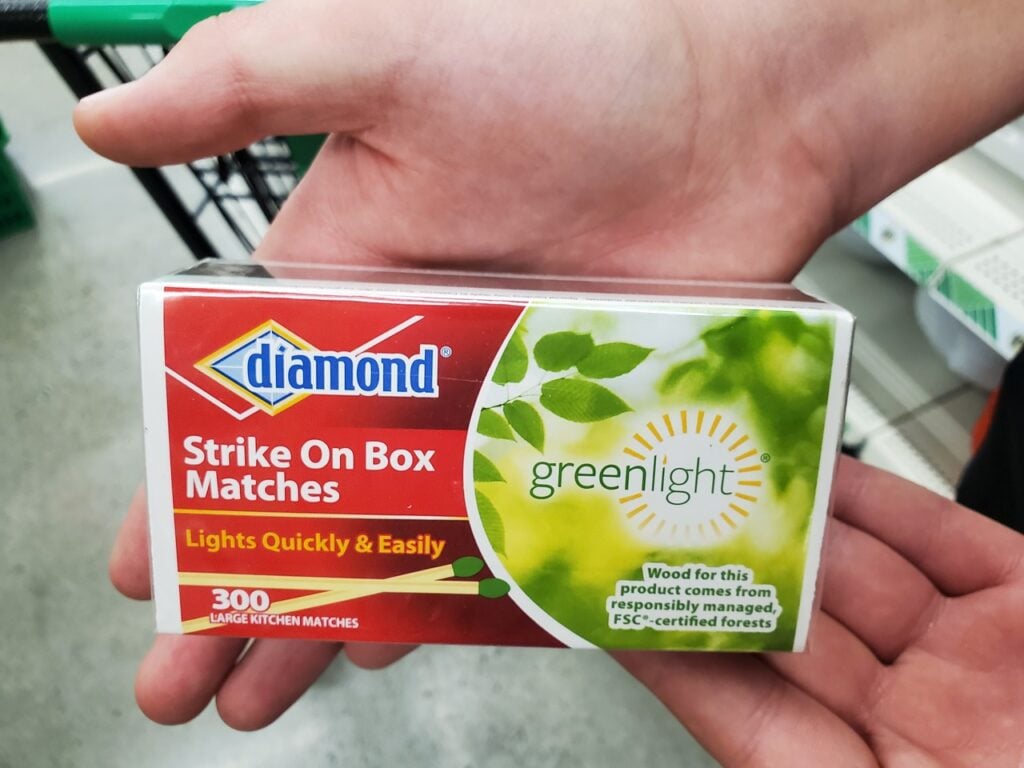 diamond®
Strike On Box
Matches
Lights Quickly & Easily
300
LARGE KITCHEN MATCHES
greenlight®
Wood for this
product comes from
responsibly managed,
FSC®-certified forests